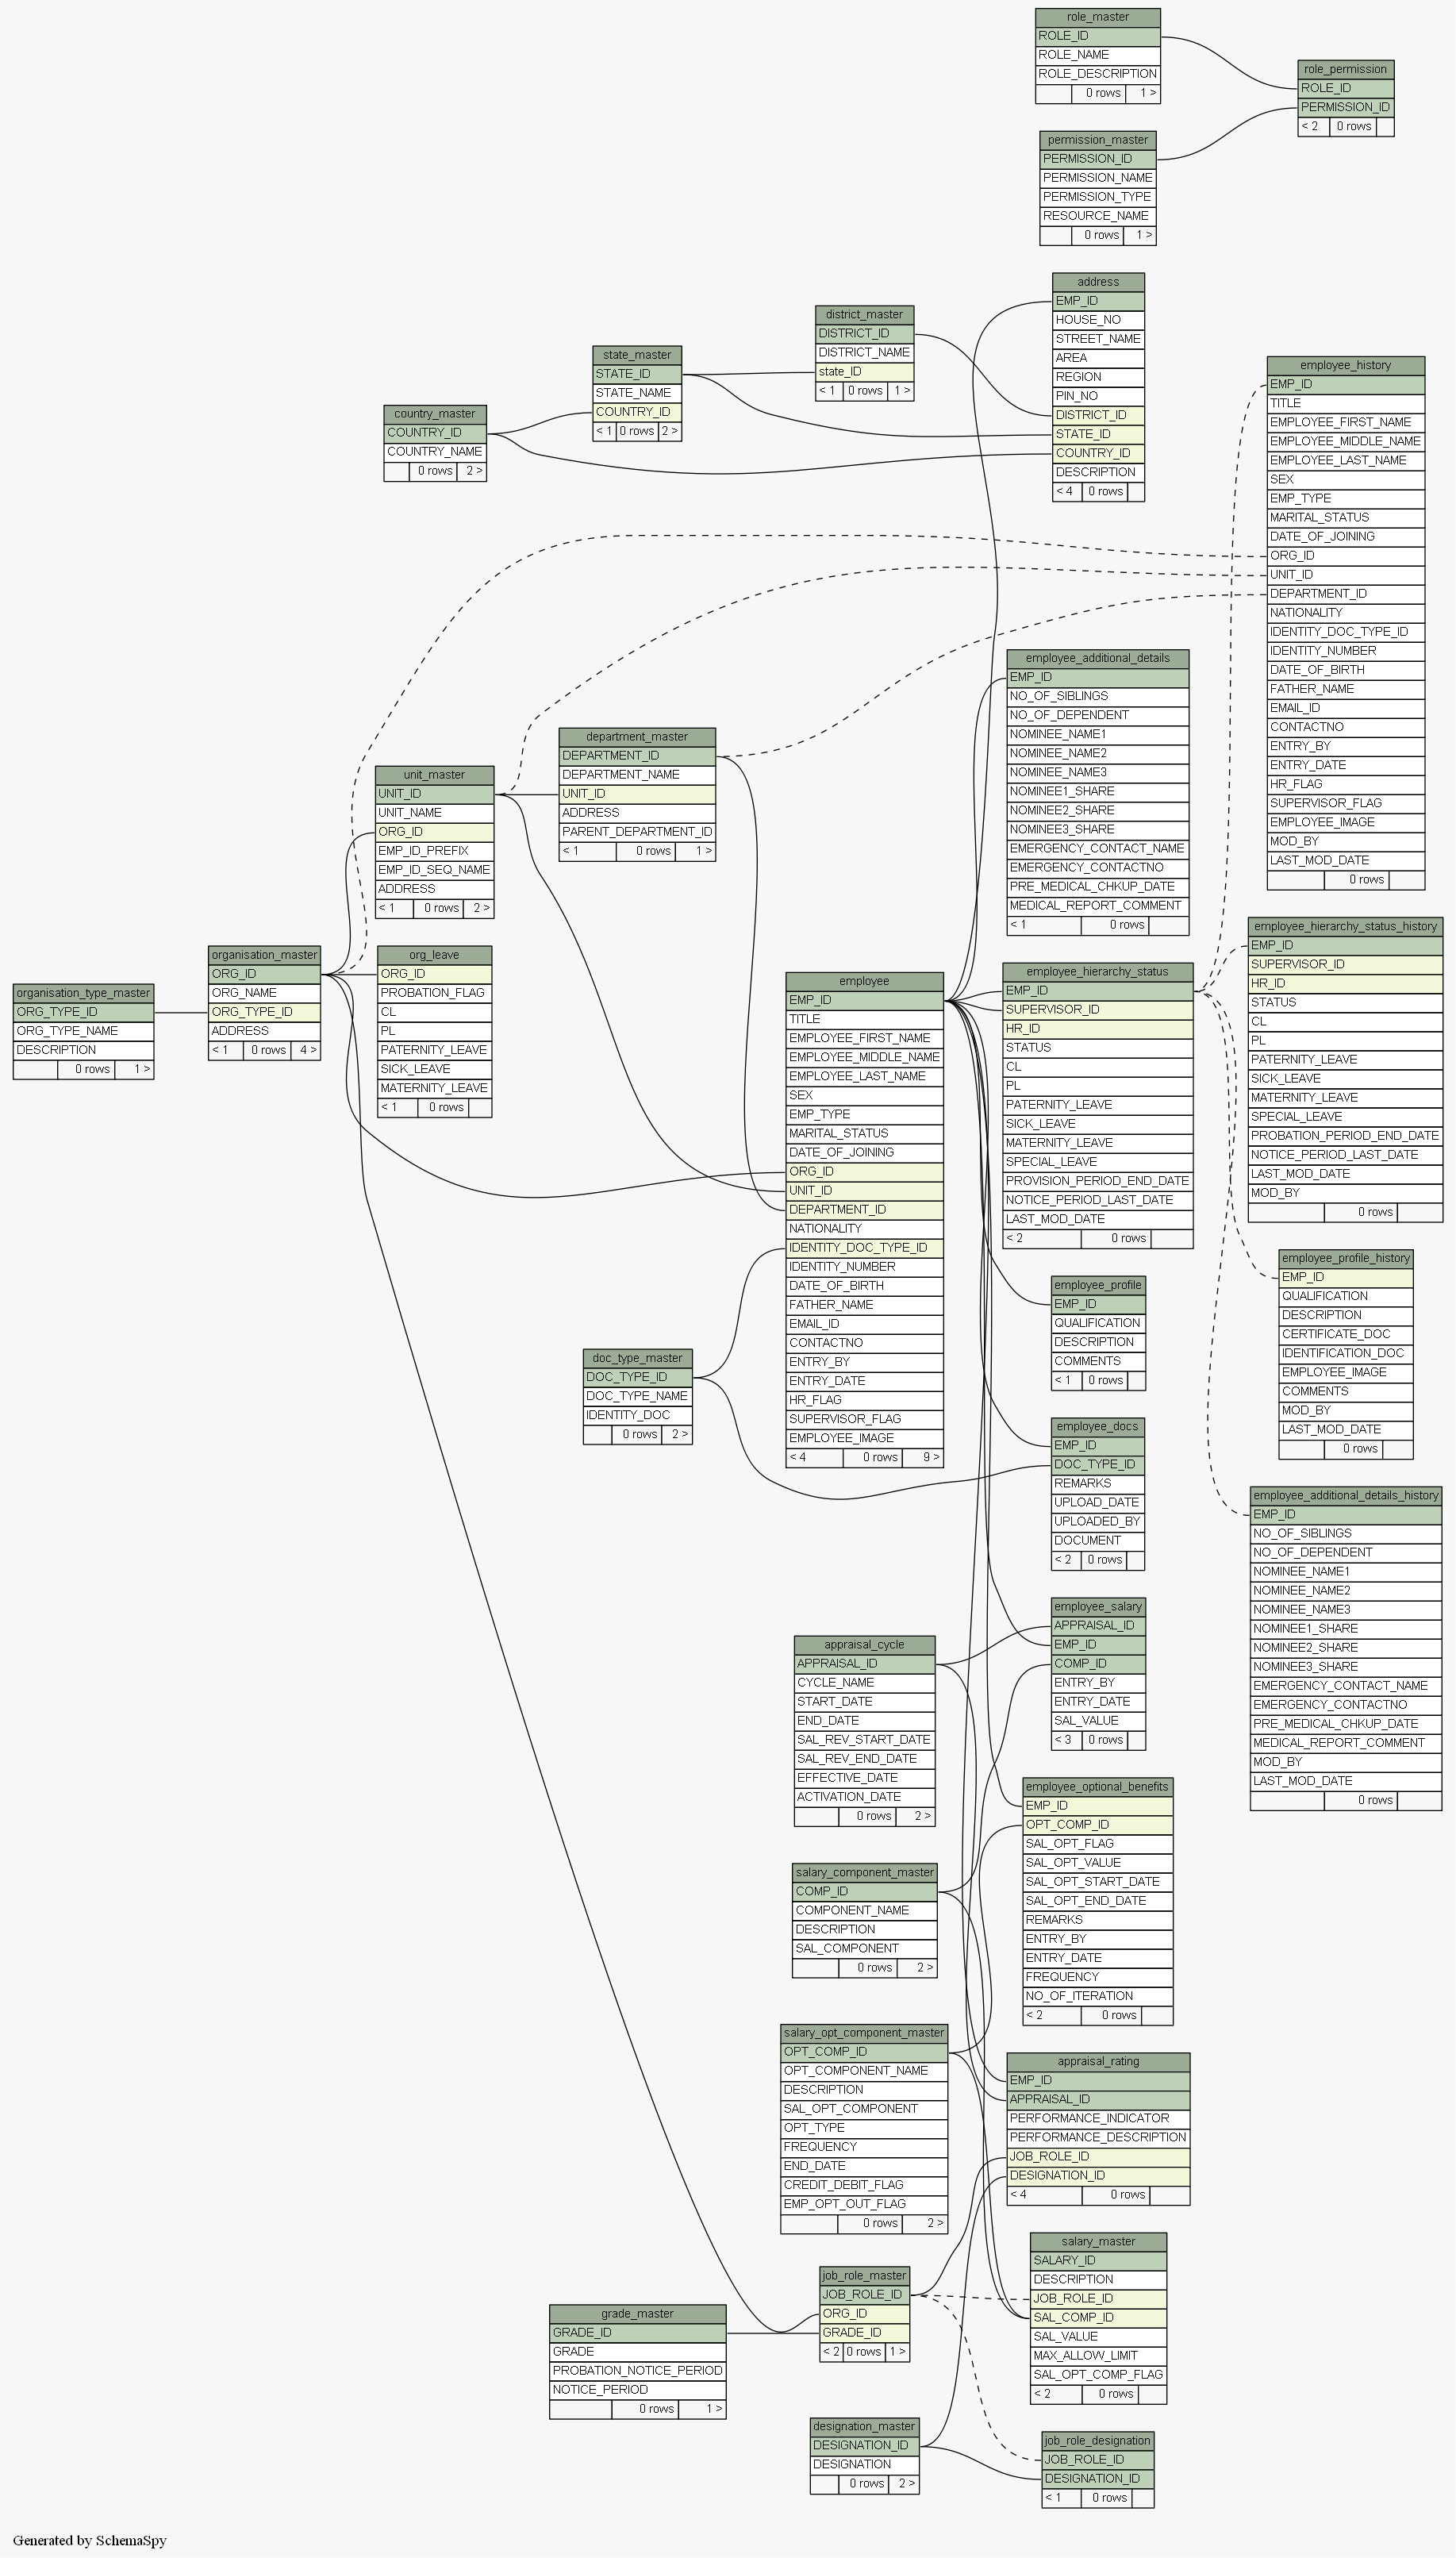 role_master
ROLE_ID
ROLE_NAME
ROLE_DESCRIPTION
0 rows 1 >
role_permission
ROLE_ID
PERMISSION_ID
< 2 0 rows
permission_master
PERMISSION_ID
PERMISSION_NAME
PERMISSION_TYPE
RESOURCE_NAME
0 rows 1 >
address
EMP_ID
HOUSE_NO
STREET_NAME
AREA
REGION
PIN_NO
DISTRICT_ID
STATE_ID
COUNTRY_ID
DESCRIPTION
< 4 0 rows
district_master
DISTRICT_ID
DISTRICT_NAME
state_ID
< 1 0 rows 1 >
state_master
STATE_ID
STATE_NAME
COUNTRY_ID
< 1 0 rows 2 >
country_master
COUNTRY_ID
COUNTRY_NAME
0 rows 2 >
employee_history
EMP_ID
TITLE
EMPLOYEE_FIRST_NAME
EMPLOYEE_MIDDLE_NAME
EMPLOYEE_LAST_NAME
SEX
EMP_TYPE
MARITAL_STATUS
DATE_OF_JOINING
ORG_ID
UNIT_ID
DEPARTMENT_ID
NATIONALITY
IDENTITY_DOC_TYPE_ID
IDENTITY_NUMBER
DATE_OF_BIRTH
FATHER_NAME
EMAIL_ID
CONTACTNO
ENTRY_BY
ENTRY_DATE
HR_FLAG
SUPERVISOR_FLAG
EMPLOYEE_IMAGE
MOD_BY
LAST_MOD_DATE
0 rows
employee_additional_details
EMP_ID
NO_OF_SIBLINGS
NO_OF_DEPENDENT
NOMINEE_NAME1
NOMINEE_NAME2
NOMINEE_NAME3
NOMINEE1_SHARE
NOMINEE2_SHARE
NOMINEE3_SHARE
EMERGENCY_CONTACT_NAME
EMERGENCY_CONTACTNO
PRE_MEDICAL_CHKUP_DATE
MEDICAL_REPORT_COMMENT
< 1 0 rows
department_master
DEPARTMENT_ID
DEPARTMENT_NAME
UNIT_ID
ADDRESS
PARENT_DEPARTMENT_ID
< 1 0 rows 1 >
unit_master
UNIT_ID
UNIT_NAME
ORG_ID
EMP_ID_PREFIX
EMP_ID_SEQ_NAME
ADDRESS
< 1 0 rows 2 >
organisation_master
ORG_ID
ORG_NAME
ORG_TYPE_ID
ADDRESS
< 1 0 rows 4 >
org_leave
ORG_ID
PROBATION_FLAG
CL
PL
PATERNITY_LEAVE
SICK_LEAVE
MATERNITY_LEAVE
< 1 0 rows
organisation_type_master
ORG_TYPE_ID
ORG_TYPE_NAME
DESCRIPTION
0 rows 1 >
employee
EMP_ID
TITLE
EMPLOYEE_FIRST_NAME
EMPLOYEE_MIDDLE_NAME
EMPLOYEE_LAST_NAME
SEX
EMP_TYPE
MARITAL_STATUS
DATE_OF_JOINING
ORG_ID
UNIT_ID
DEPARTMENT_ID
NATIONALITY
IDENTITY_DOC_TYPE_ID
IDENTITY_NUMBER
DATE_OF_BIRTH
FATHER_NAME
EMAIL_ID
CONTACTNO
ENTRY_BY
ENTRY_DATE
HR_FLAG
SUPERVISOR_FLAG
EMPLOYEE_IMAGE
< 4 0 rows 9 >
employee_hierarchy_status
EMP_ID
SUPERVISOR_ID
HR_ID
STATUS
CL
PL
PATERNITY_LEAVE
SICK_LEAVE
MATERNITY_LEAVE
SPECIAL_LEAVE
PROVISION_PERIOD_END_DATE
NOTICE_PERIOD_LAST_DATE
LAST_MOD_DATE
< 2 0 rows
employee_hierarchy_status_history
EMP_ID
SUPERVISOR_ID
HR_ID
STATUS
CL
PL
PATERNITY_LEAVE
SICK_LEAVE
MATERNITY_LEAVE
SPECIAL_LEAVE
PROBATION_PERIOD_END_DATE
NOTICE_PERIOD_LAST_DATE
LAST_MOD_DATE
MOD_BY
0 rows
employee_profile_history
EMP_ID
QUALIFICATION
DESCRIPTION
CERTIFICATE_DOC
IDENTIFICATION_DOC
EMPLOYEE_IMAGE
COMMENTS
MOD_BY
LAST_MOD_DATE
0 rows
employee_profile
EMP_ID
QUALIFICATION
DESCRIPTION
COMMENTS
< 1 0 rows
doc_type_master
DOC_TYPE_ID
DOC_TYPE_NAME
IDENTITY_DOC
0 rows 2 >
employee_docs
EMP_ID
DOC_TYPE_ID
REMARKS
UPLOAD_DATE
UPLOADED_BY
DOCUMENT
< 2 0 rows
employee_additional_details_history
EMP_ID
NO_OF_SIBLINGS
NO_OF_DEPENDENT
NOMINEE_NAME1
NOMINEE_NAME2
NOMINEE_NAME3
NOMINEE1_SHARE
NOMINEE2_SHARE
NOMINEE3_SHARE
EMERGENCY_CONTACT_NAME
EMERGENCY_CONTACTNO
PRE_MEDICAL_CHKUP_DATE
MEDICAL_REPORT_COMMENT
MOD_BY
LAST_MOD_DATE
0 rows
employee_salary
APPRAISAL_ID
EMP_ID
COMP_ID
ENTRY_BY
ENTRY_DATE
SAL_VALUE
< 3 0 rows
appraisal_cycle
APPRAISAL_ID
CYCLE_NAME
START_DATE
END_DATE
SAL_REV_START_DATE
SAL_REV_END_DATE
EFFECTIVE_DATE
ACTIVATION_DATE
0 rows 2 >
employee_optional_benefits
EMP_ID
OPT_COMP_ID
SAL_OPT_FLAG
SAL_OPT_VALUE
SAL_OPT_START_DATE
SAL_OPT_END_DATE
REMARKS
ENTRY_BY
ENTRY_DATE
FREQUENCY
NO_OF_ITERATION
< 2 0 rows
salary_component_master
COMP_ID
COMPONENT_NAME
DESCRIPTION
SAL_COMPONENT
0 rows 2 >
salary_opt_component_master
OPT_COMP_ID
OPT_COMPONENT_NAME
DESCRIPTION
SAL_OPT_COMPONENT
OPT_TYPE
FREQUENCY
END_DATE
CREDIT_DEBIT_FLAG
EMP_OPT_OUT_FLAG
0 rows 2 >
appraisal_rating
EMP_ID
APPRAISAL_ID
PERFORMANCE_INDICATOR
PERFORMANCE_DESCRIPTION
JOB_ROLE_ID
DESIGNATION_ID
< 4 0 rows
salary_master
SALARY_ID
DESCRIPTION
JOB_ROLE_ID
SAL_COMP_ID
SAL_VALUE
MAX_ALLOW_LIMIT
SAL_OPT_COMP_FLAG
< 2 0 rows
job_role_master
JOB_ROLE_ID
ORG_ID
GRADE_ID
< 2 0 rows 1 >
grade_master
GRADE_ID
GRADE
PROBATION_NOTICE_PERIOD
NOTICE_PERIOD
0 rows 1 >
designation_master
DESIGNATION_ID
DESIGNATION
0 rows 2 >
job_role_designation
JOB_ROLE_ID
DESIGNATION_ID
< 1 0 rows
Generated by SchemaSpy